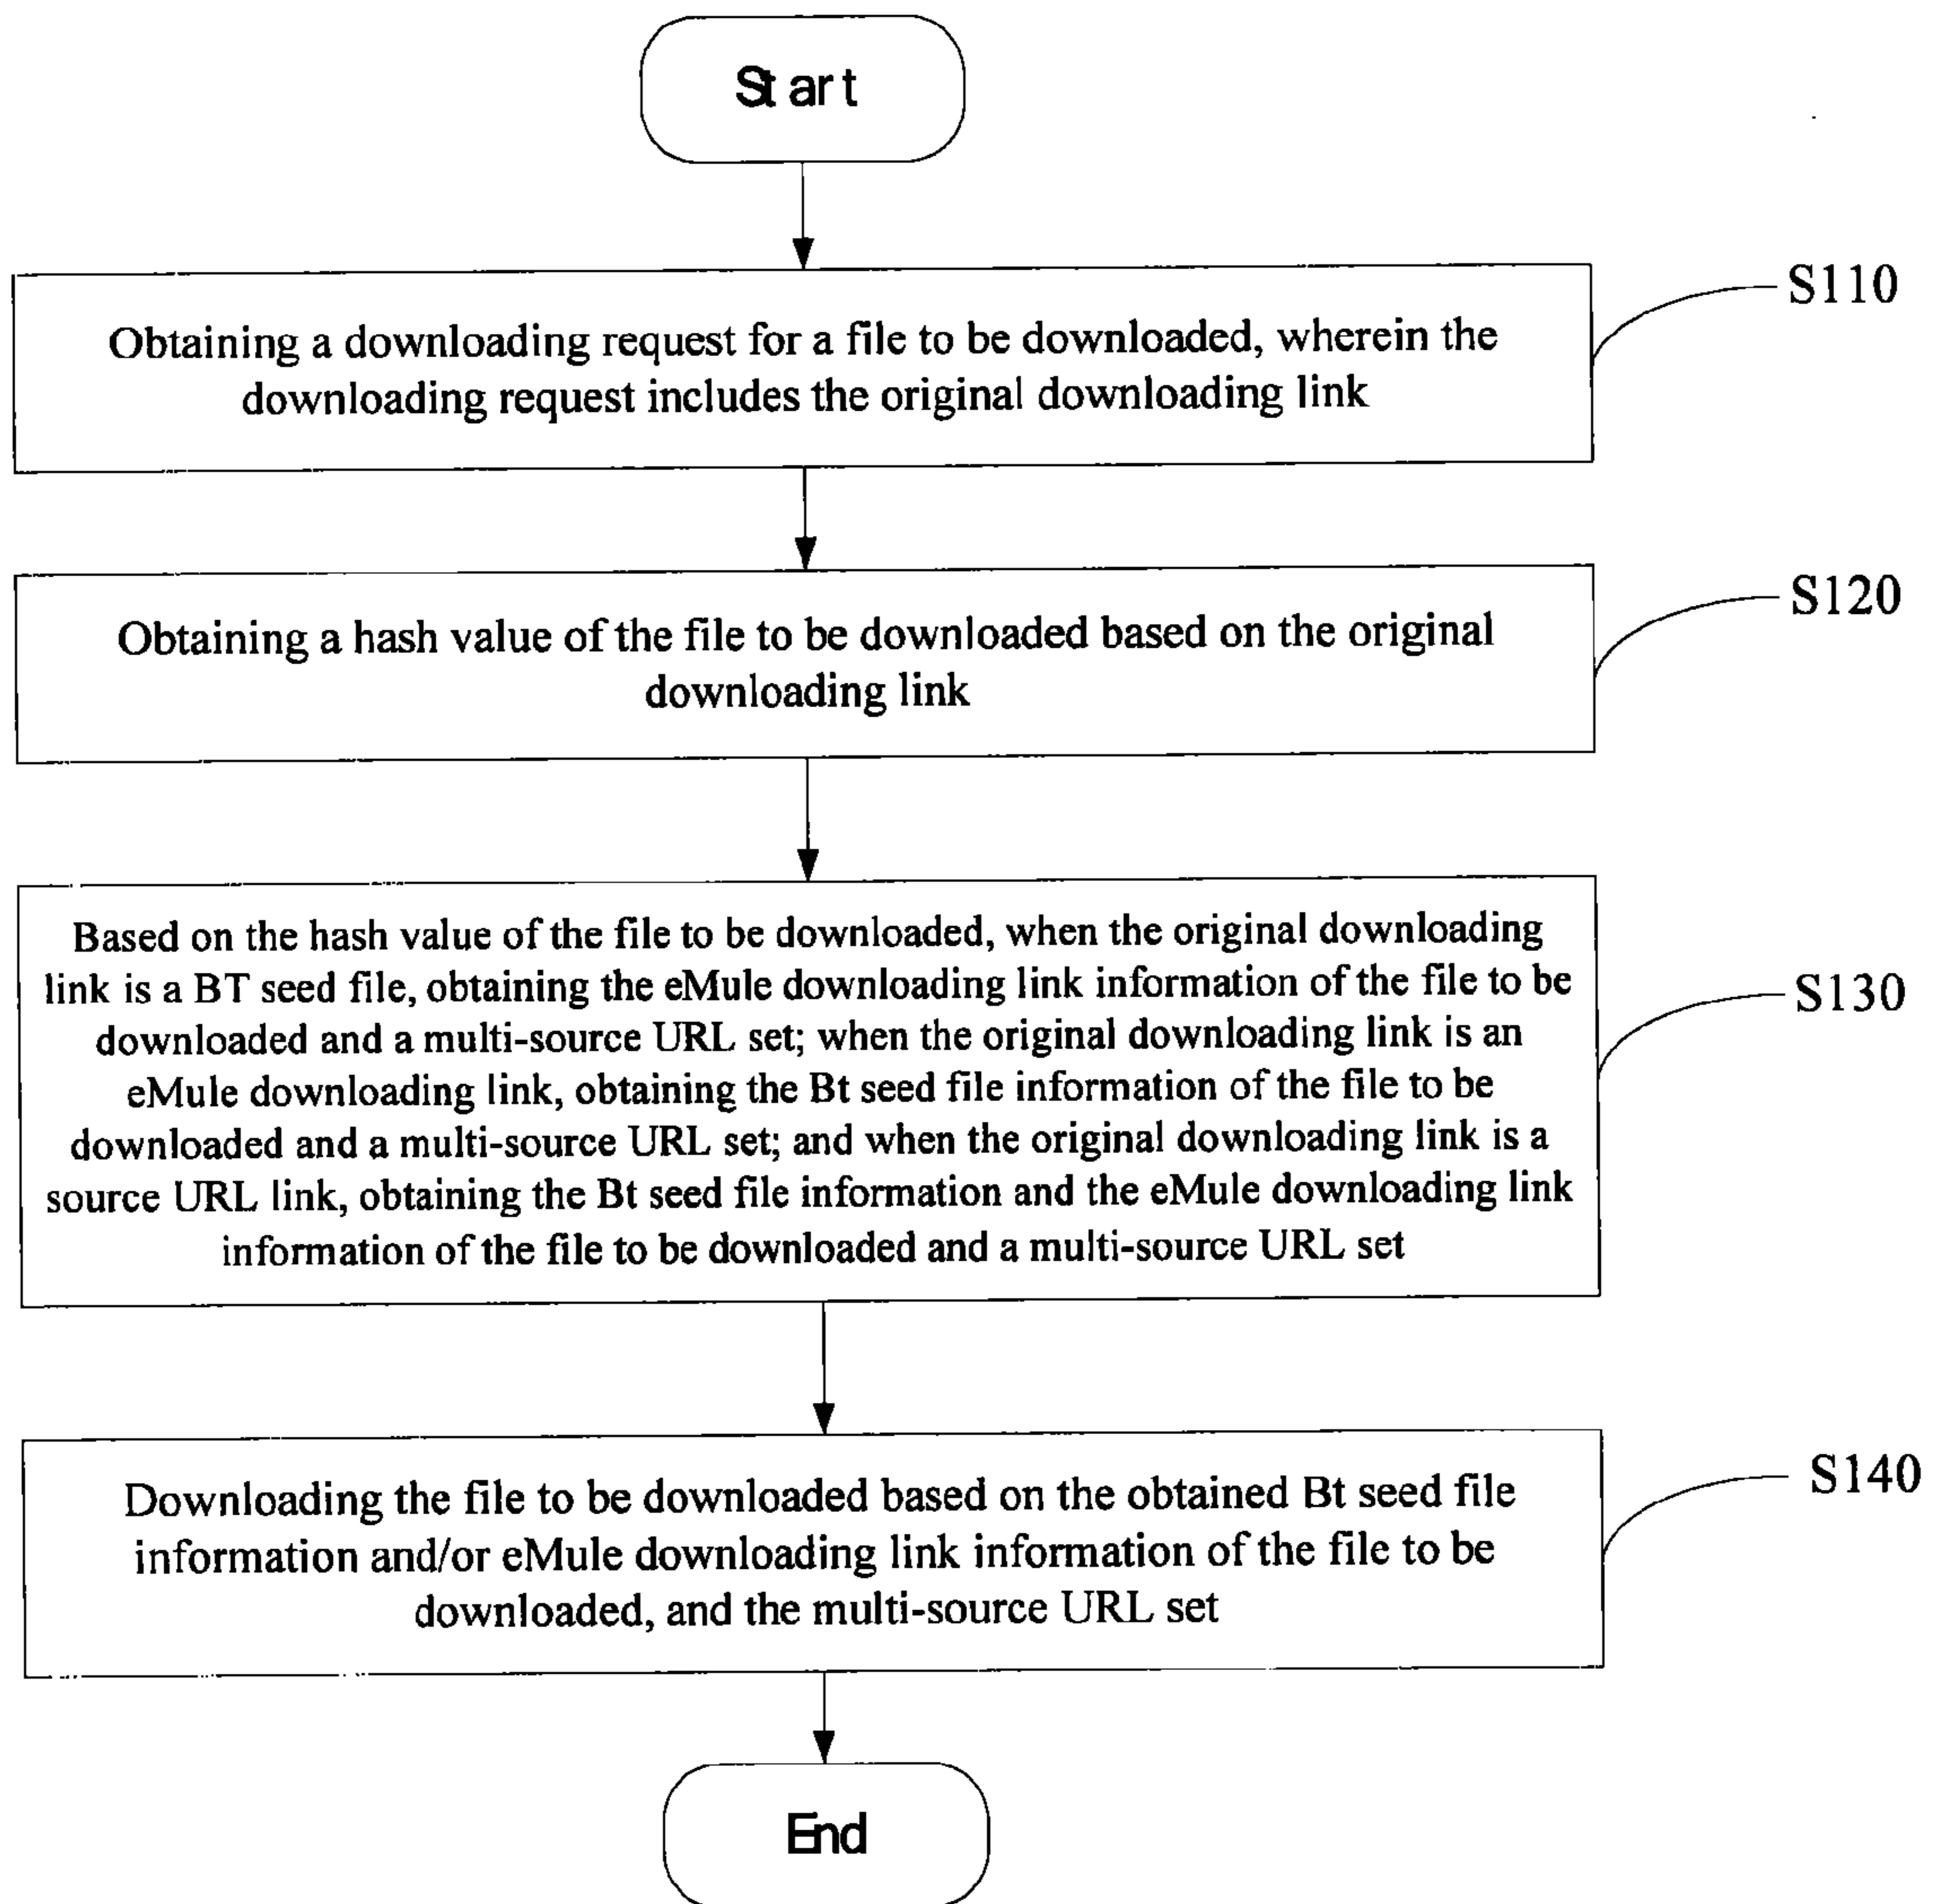 Start
Obtaining a downloading request for a file to be downloaded, wherein the
downloading request includes the original downloading link
S110
Obtaining a hash value of the file to be downloaded based on the original
downloading link
S120
Based on the hash value of the file to be downloaded, when the original downloading
link is a BT seed file, obtaining the eMule downloading link information of the file to be
downloaded and a multi-source URL set; when the original downloading link is an
eMule downloading link, obtaining the Bt seed file information of the file to be
downloaded and a multi-source URL set; and when the original downloading link is a
source URL link, obtaining the Bt seed file information and the eMule downloading link
information of the file to be downloaded and a multi-source URL set
S130
Downloading the file to be downloaded based on the obtained Bt seed file
information and/or eMule downloading link information of the file to be
downloaded, and the multi-source URL set
S140
End